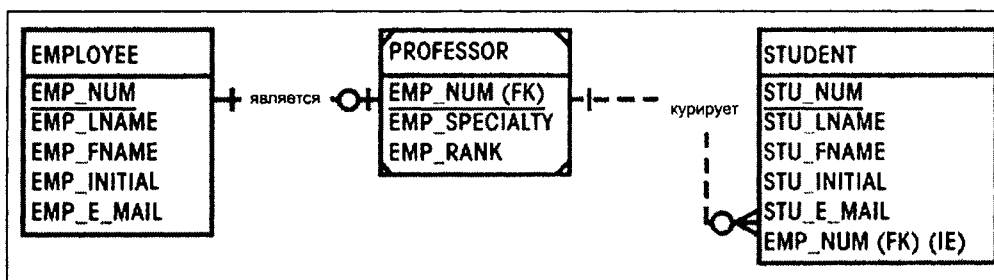 EMPLOYEE
EMP_NUM
EMP_LNAME
EMP_FNAME
EMP_INITIAL
EMP_E_MAIL
является
PROFESSOR
EMP_NUM (FK)
EMP_SPECIALTY
EMP_RANK
курирует
STUDENT
STU_NUM
STU_LNAME
STU_FNAME
STU_INITIAL
STU_E_MAIL
EMP_NUM (FK) (IE)